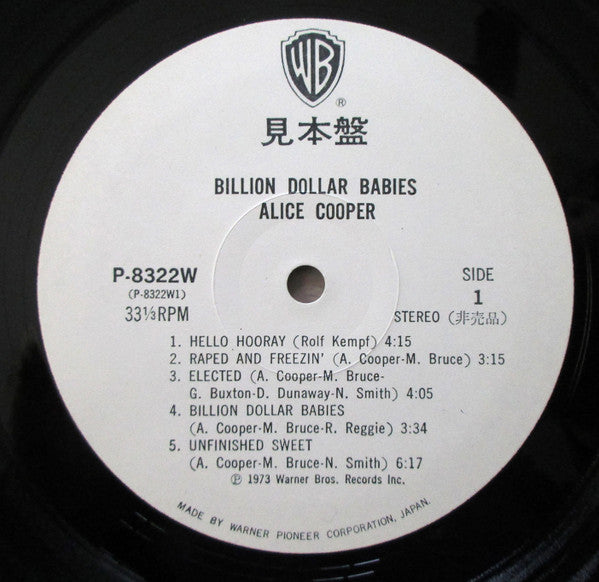 WB
®
見本盤
BILLION DOLLAR BABIES
ALICE COOPER
P-8322W
(P-8322W1)
33⅓RPM
SIDE
1
STEREO (非売品)
1. HELLO HOORAY (Rolf Kempf) 4:15
2. RAPED AND FREEZIN' (A. Cooper-M. Bruce) 3:15
3. ELECTED (A. Cooper-M. Bruce-
G. Buxton-D. Dunaway-N. Smith) 4:05
4. BILLION DOLLAR BABIES
(A. Cooper-M. Bruce-R. Reggie) 3:34
5. UNFINISHED SWEET
(A. Cooper-M. Bruce-N. Smith) 6:17
℗ 1973 Warner Bros. Records Inc.
MADE BY WARNER PIONEER CORPORATION, JAPAN.